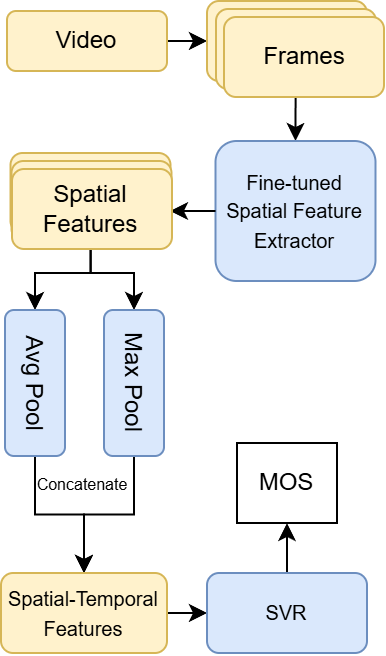 Video
Frames
Fine-tuned
Spatial Feature
Extractor
Spatial
Features
Avg Pool
Max Pool
Concatenate
MOS
Spatial-Temporal
Features
SVR